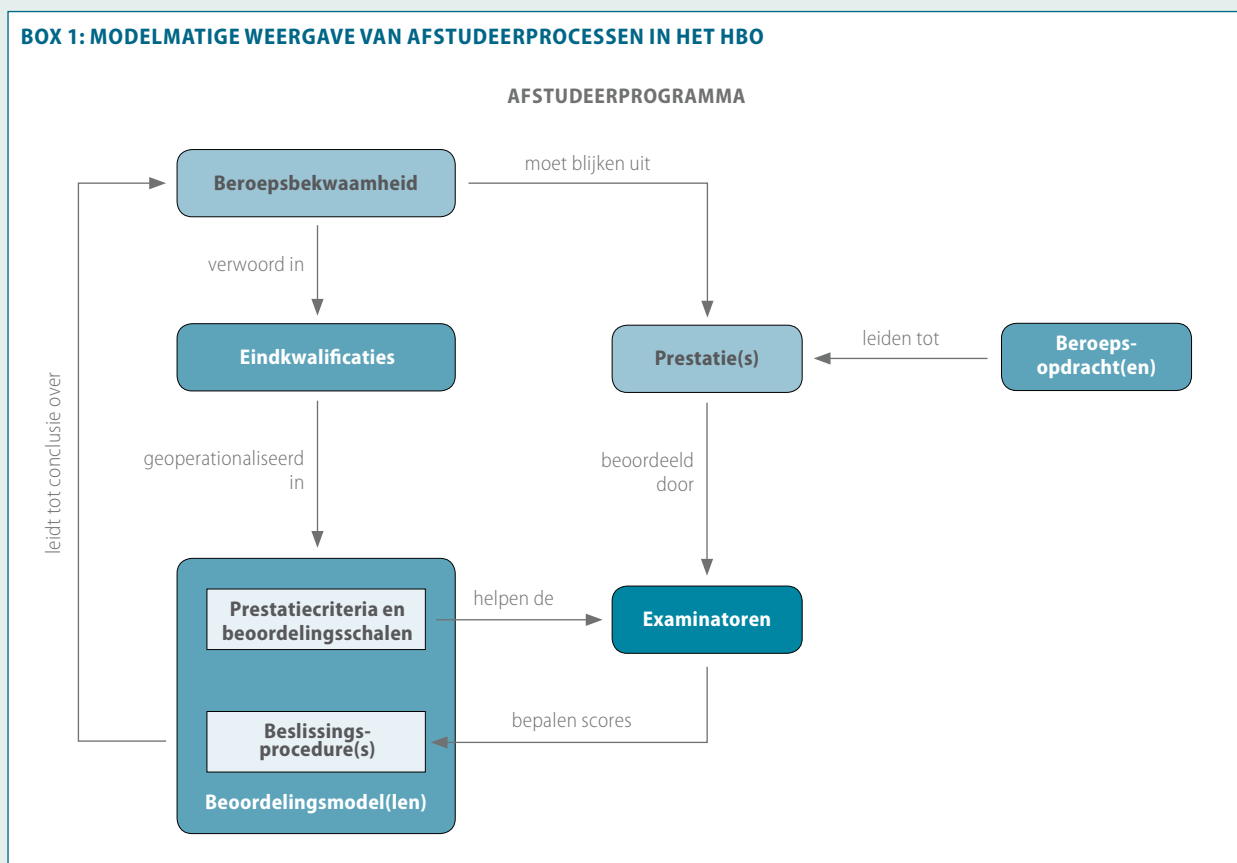 BOX 1: MODELMATIGE WEERGAVE VAN AFSTUDEERPROCESSEN IN HET HBO
AFSTUDEERPROGRAMMA
Beroepsbekwaamheid
moet blijken uit
verwoord in
Eindkwalificaties
Prestatie(s)
leiden tot
Beroeps-
opdracht(en)
leidt tot conclusie over
geoperationaliseerd
in
beoordeeld
door
Prestatiecriteria en
beoordelingsschalen
helpen de
Examinatoren
Beslissings-
procedure(s)
bepalen scores
Beoordelingsmodel(len)